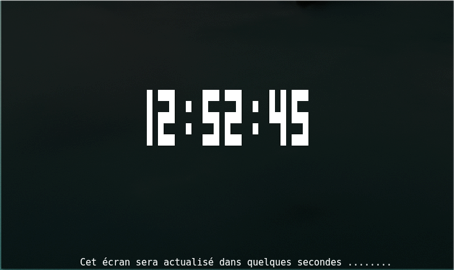 12:52:45
Cet écran sera actualisé dans quelques secondes ........